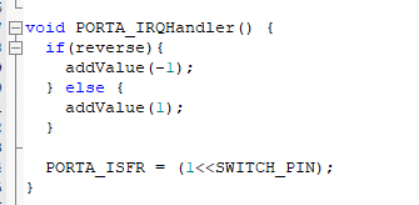 void PORTA_IRQHandler() {
if(reverse){
addValue(-1);
} else {
addValue(1);
}
PORTA_ISFR = (1<<SWITCH_PIN);
}